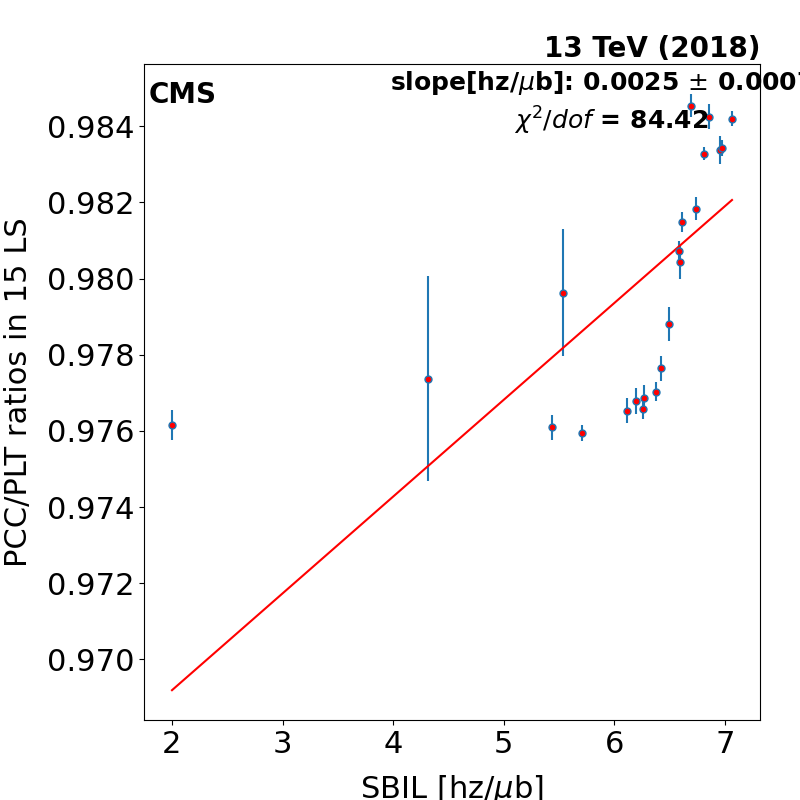 13 TeV (2018)
CMS
slope[hz/μb]: 0.0025 ± 0.0007
χ²/dof = 84.42
0.984
0.982
0.980
0.978
0.976
0.974
0.972
0.970
PCC/PLT ratios in 15 LS
2 3 4 5 6 7
SBIL [hz/μb]